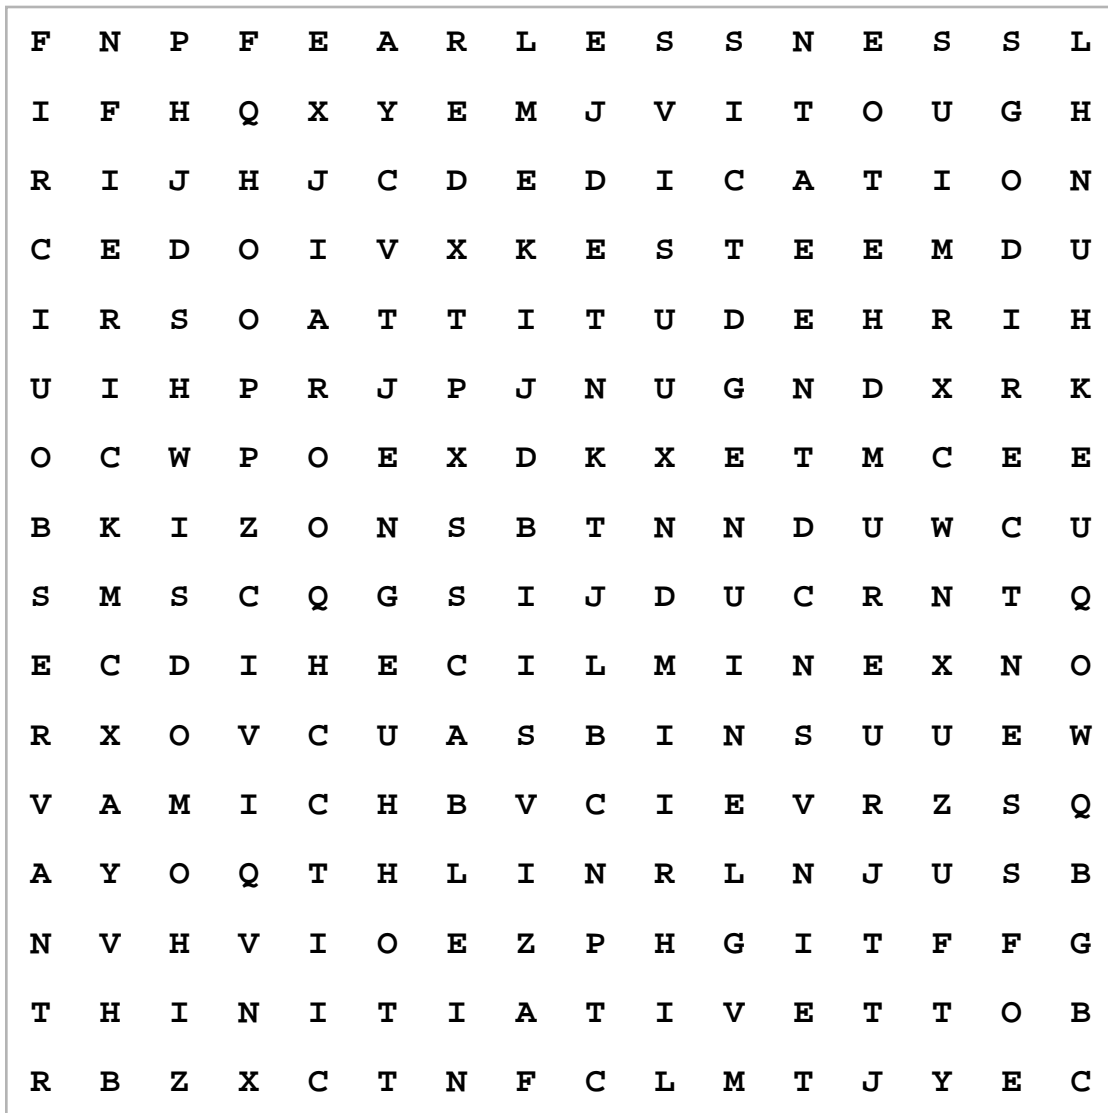 F N P F E A R L E S S N E S S L
I F H Q X Y E M J V I T O U G H
R I J H J C D E D I C A T I O N
C E D O I V X K E S T E E M D U
I R S O A T T I T U D E H R I H
U I H P R J P J N U G N D X R K
O C W P O E X D K X E T M C E E
B K I Z O N S B T N N D U W C U
S M S C Q G S I J D U C R N T Q
E C D I H E C I L M I N E X N O
R X O V C U A S B I N S U U E W
V A M I C H B V C I E V R Z S Q
A Y O Q T H L I N R L N J U S B
N V H V I O E Z P H G I T F F G
T H I N I T I A T I V E T T O B
R B Z X C T N F C L M T J Y E C